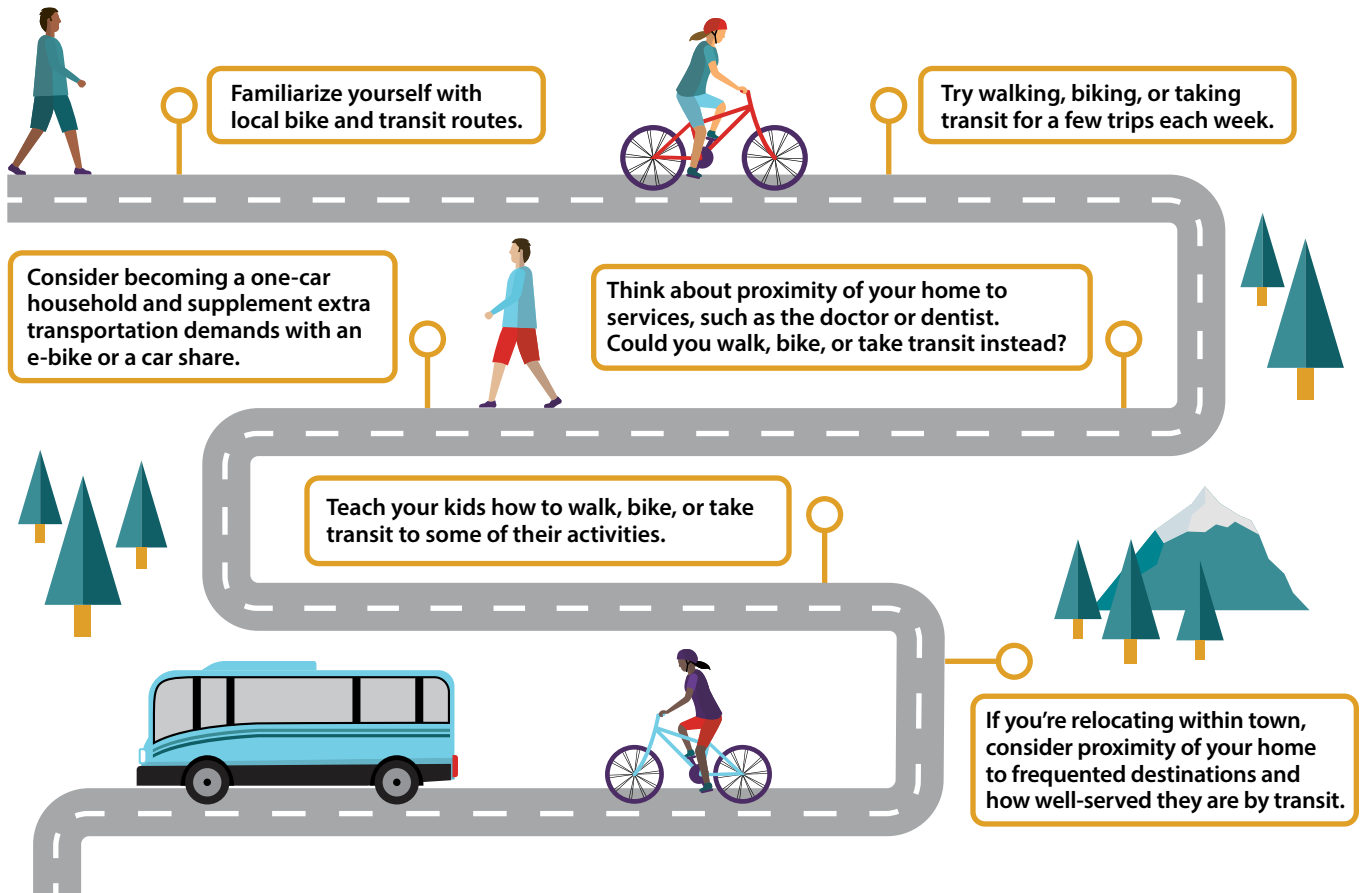 Familiarize yourself with
local bike and transit routes.
Try walking, biking, or taking
transit for a few trips each week.
Consider becoming a one-car
household and supplement extra
transportation demands with an
e-bike or a car share.
Think about proximity of your home to
services, such as the doctor or dentist.
Could you walk, bike, or take transit instead?
Teach your kids how to walk, bike, or take
transit to some of their activities.
If you’re relocating within town,
consider proximity of your home
to frequented destinations and
how well-served they are by transit.